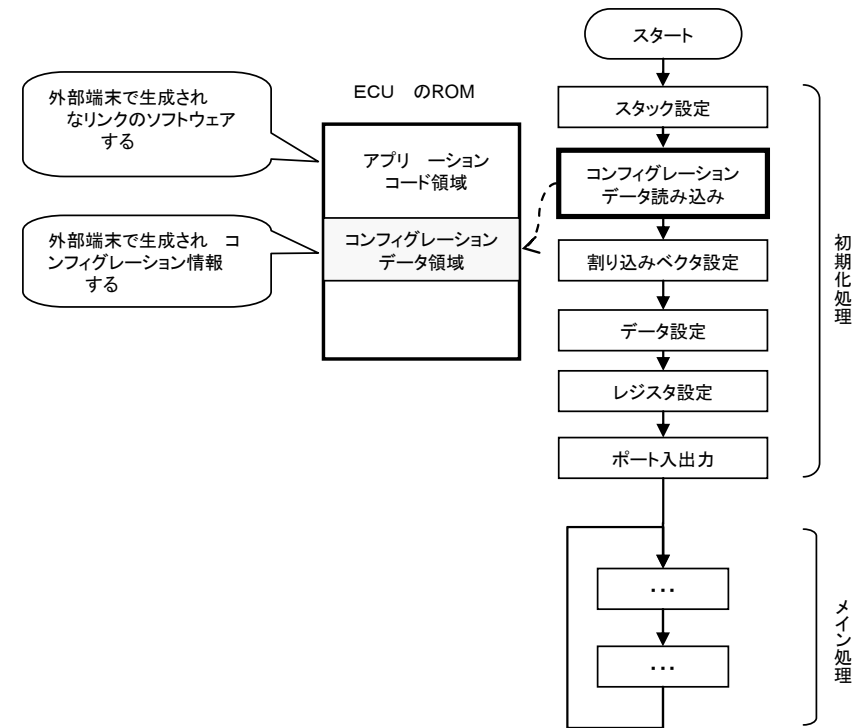 スタート
外部端末で生成され
なリンクのソフトウェア
する
ECU のROM
スタック設定
アプリ ーション
コード領域
コンフィグレーション
データ読み込み
外部端末で生成され コ
ンフィグレーション情報
する
コンフィグレーション
データ領域
割り込みベクタ設定
初期化処理
データ設定
レジスタ設定
ポート入出力
...
...
メイン処理